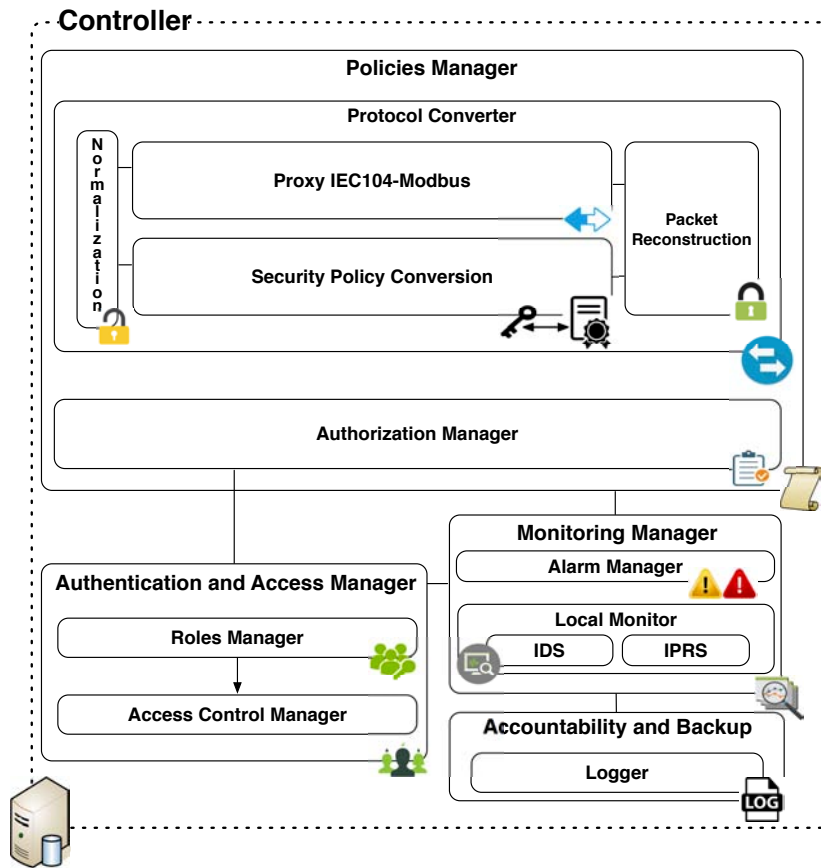 Controller
Policies Manager
Protocol Converter
Normalization
Proxy IEC104-Modbus
Packet
Reconstruction
Security Policy Conversion
Authorization Manager
Monitoring Manager
Alarm Manager
Authentication and Access Manager
Local Monitor
Roles Manager
IDS
IPRS
Access Control Manager
Accountability and Backup
Logger
LOG